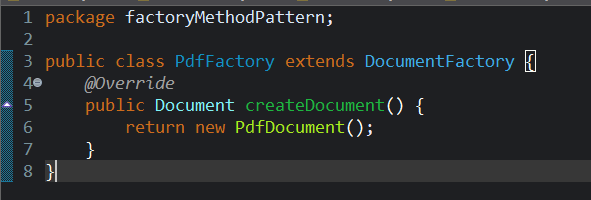 1 package factoryMethodPattern;
2
3 public class PdfFactory extends DocumentFactory {
4     @Override
5     public Document createDocument() {
6         return new PdfDocument();
7     }
8 }